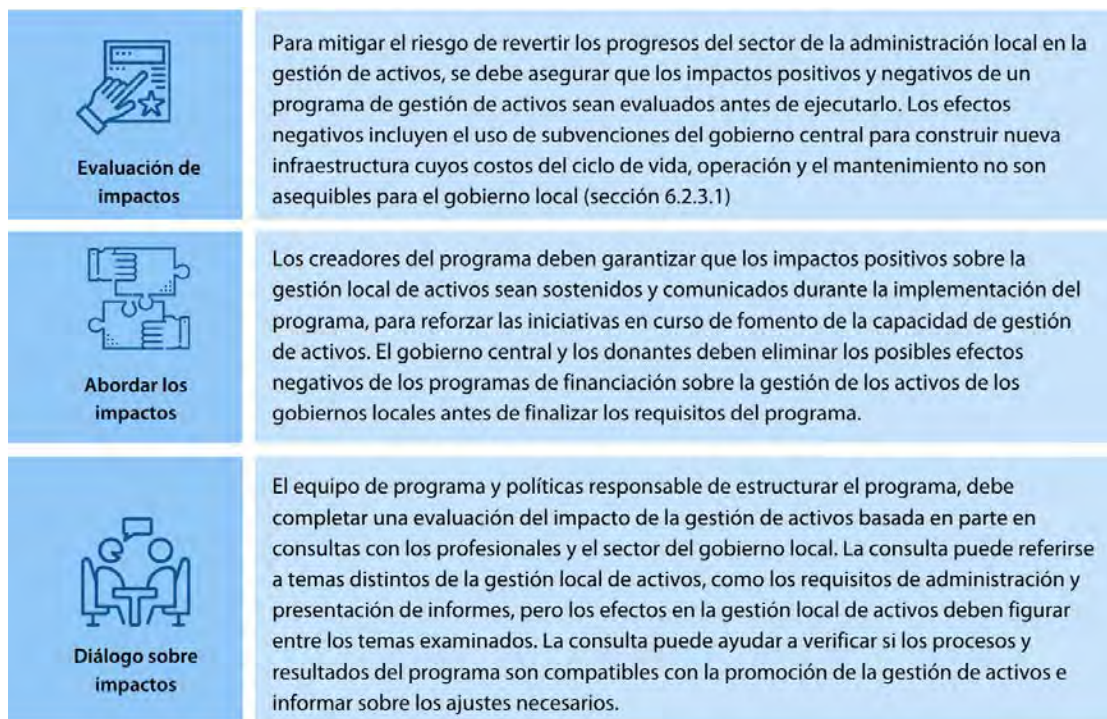 Evaluación de
impactos
Para mitigar el riesgo de revertir los progresos del sector de la administración local en la
gestión de activos, se debe asegurar que los impactos positivos y negativos de un
programa de gestión de activos sean evaluados antes de ejecutarlo. Los efectos
negativos incluyen el uso de subvenciones del gobierno central para construir nueva
infraestructura cuyos costos del ciclo de vida, operación y el mantenimiento no son
asequibles para el gobierno local (sección 6.2.3.1)
Abordar los
impactos
Los creadores del programa deben garantizar que los impactos positivos sobre la
gestión local de activos sean sostenidos y comunicados durante la implementación del
programa, para reforzar las iniciativas en curso de fomento de la capacidad de gestión
de activos. El gobierno central y los donantes deben eliminar los posibles efectos
negativos de los programas de financiación sobre la gestión de los activos de los
gobiernos locales antes de finalizar los requisitos del programa.
Diálogo sobre
impactos
El equipo de programa y políticas responsable de estructurar el programa, debe
completar una evaluación del impacto de la gestión de activos basada en parte en
consultas con los profesionales y el sector del gobierno local. La consulta puede referirse
a temas distintos de la gestión local de activos, como los requisitos de administración y
presentación de informes, pero los efectos en la gestión local de activos deben figurar
entre los temas examinados. La consulta puede ayudar a verificar si los procesos y
resultados del programa son compatibles con la promoción de la gestión de activos e
informar sobre los ajustes necesarios.